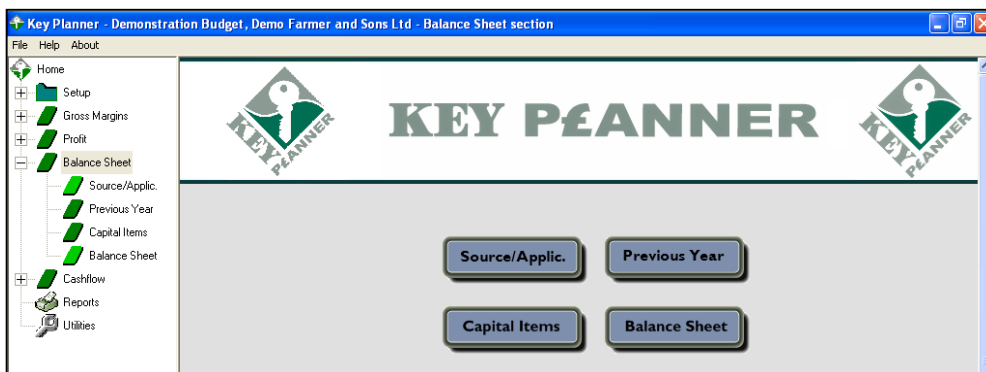 Key Planner - Demonstration Budget, Demo Farmer and Sons Ltd - Balance Sheet section
File Help About
Home
Setup
Gross Margins
Profit
Balance Sheet
Source/Applic.
Previous Year
Capital Items
Balance Sheet
Cashflow
Reports
Utilities
KEY P£ANNER
KEY P£ANNER
KEY P£ANNER
Source/Applic. Previous Year
Capital Items Balance Sheet